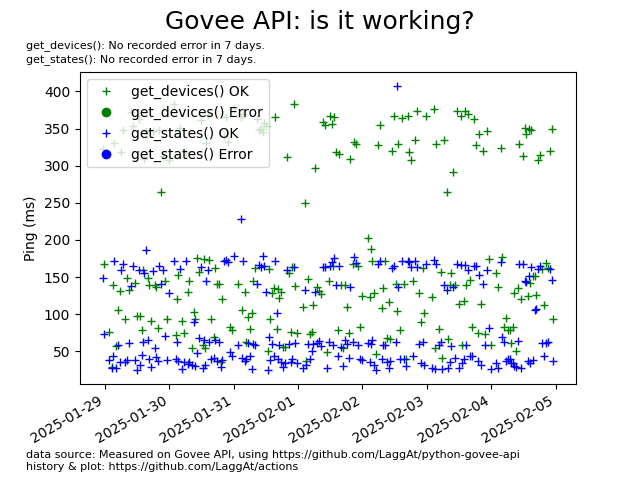 Govee API: is it working?
get_devices(): No recorded error in 7 days.
get_states(): No recorded error in 7 days.
get_devices() OK
get_devices() Error
get_states() OK
get_states() Error
Ping (ms)
400
350
300
250
200
150
100
50
2025-01-29
2025-01-30
2025-01-31
2025-02-01
2025-02-02
2025-02-03
2025-02-04
2025-02-05
data source: Measured on Govee API, using https://github.com/LaggAt/python-govee-api
history & plot: https://github.com/LaggAt/actions